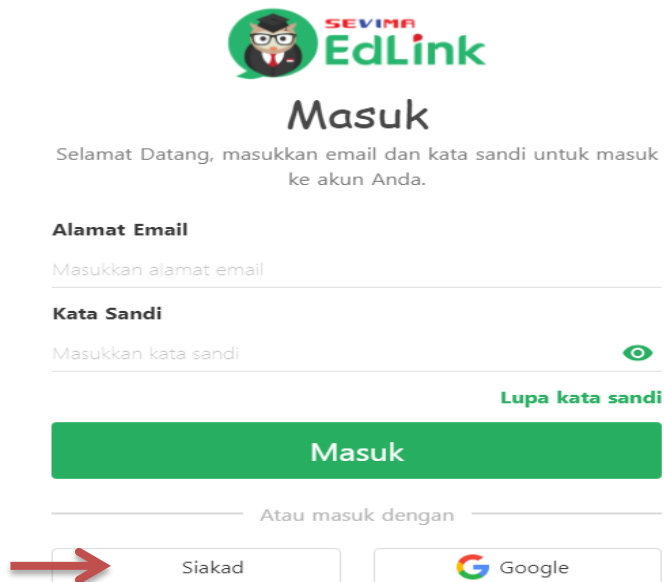 SEVIMA
EdLink
Masuk
Selamat Datang, masukkan email dan kata sandi untuk masuk
ke akun Anda.
Alamat Email
Masukkan alamat email
Kata Sandi
Masukkan kata sandi
Lupa kata sandi
Masuk
Atau masuk dengan
Siakad
Google